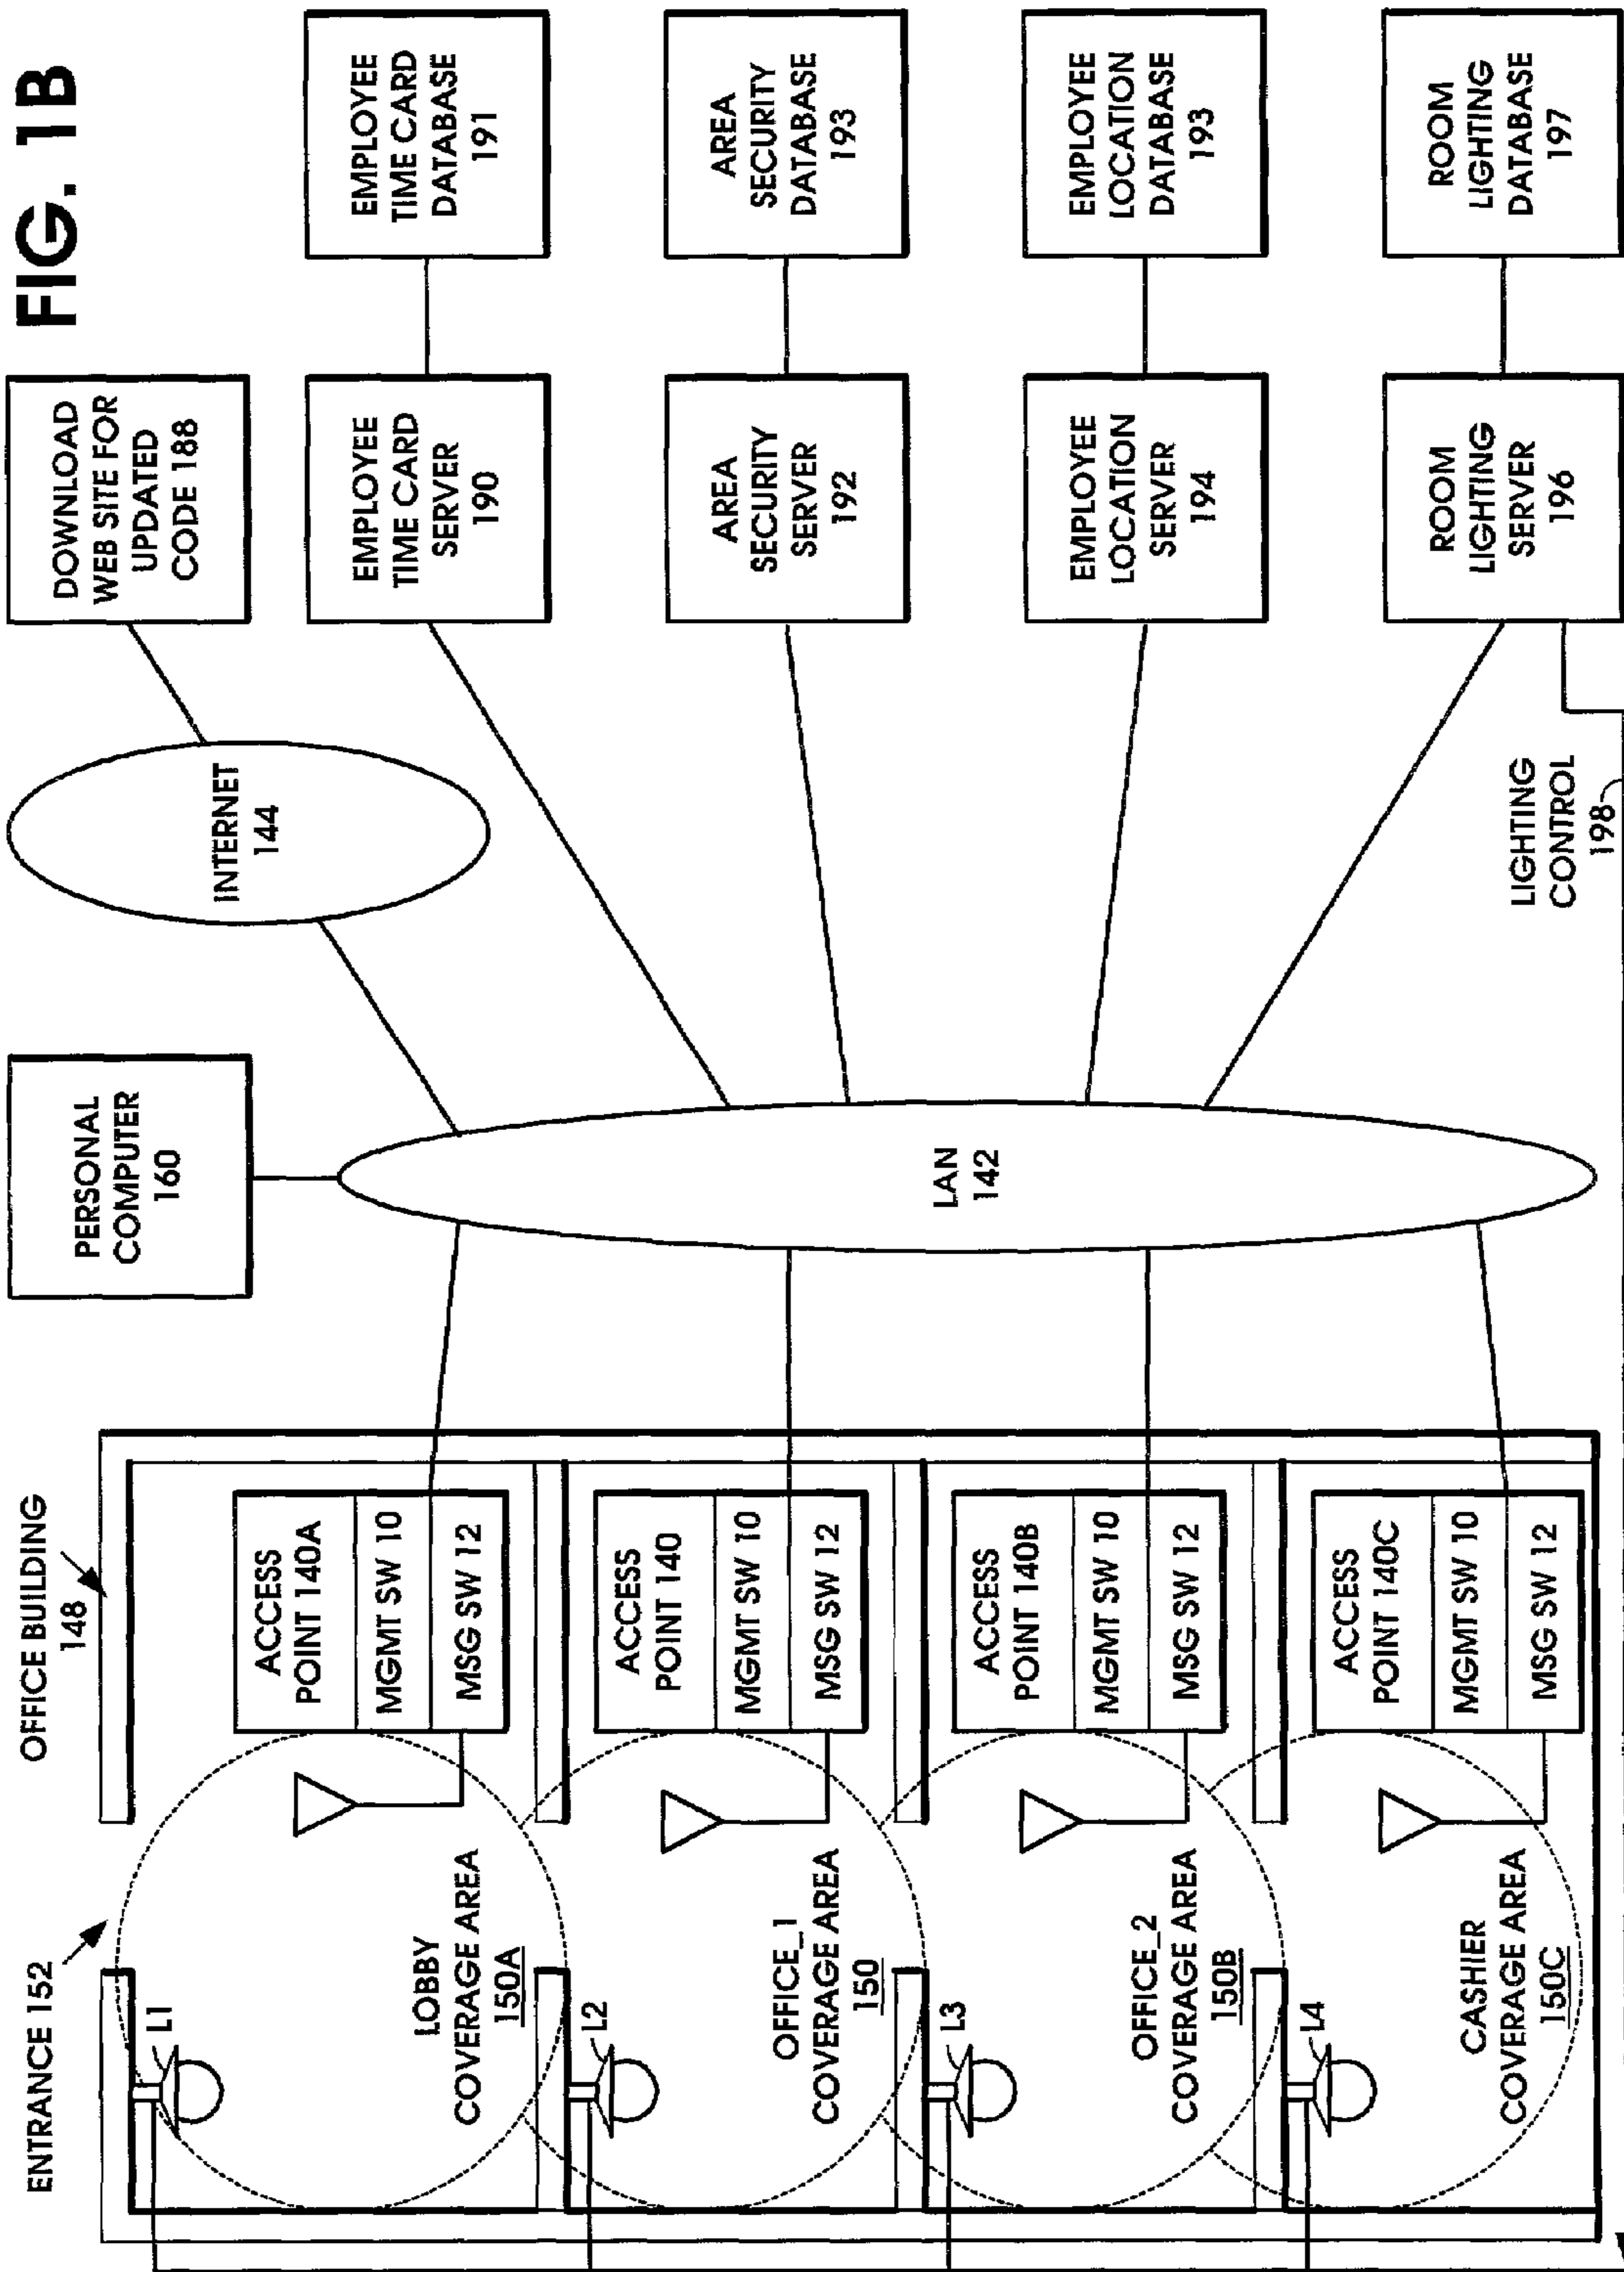 FIG. 1B
ENTRANCE 152
OFFICE BUILDING
148
L1
LOBBY
COVERAGE AREA
150A
ACCESS
POINT 140A
MGMT SW 10
MSG SW 12
L2
OFFICE_1
COVERAGE AREA
150
ACCESS
POINT 140
MGMT SW 10
MSG SW 12
L3
OFFICE_2
COVERAGE AREA
150B
ACCESS
POINT 140B
MGMT SW 10
MSG SW 12
L4
CASHIER
COVERAGE AREA
150C
ACCESS
POINT 140C
MGMT SW 10
MSG SW 12
PERSONAL
COMPUTER
160
LAN
142
INTERNET
144
DOWNLOAD
WEB SITE FOR
UPDATED
CODE 188
EMPLOYEE
TIME CARD
SERVER
190
EMPLOYEE
TIME CARD
DATABASE
191
AREA
SECURITY
SERVER
192
AREA
SECURITY
DATABASE
193
EMPLOYEE
LOCATION
SERVER
194
EMPLOYEE
LOCATION
DATABASE
193
ROOM
LIGHTING
SERVER
196
ROOM
LIGHTING
DATABASE
197
LIGHTING
CONTROL
198